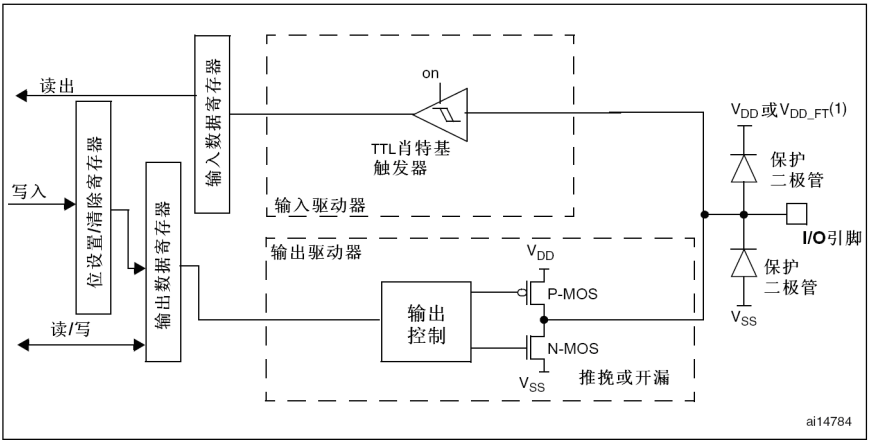 读出
写入
读/写
位设置/清除寄存器
输入数据寄存器
输出数据寄存器
on
TTL肖特基
触发器
输入驱动器
输出驱动器
输出
控制
VDD
P-MOS
N-MOS
VSS
推挽或开漏
VDD或VDD_FT(1)
保护
二极管
I/O引脚
保护
二极管
VSS
ai14784